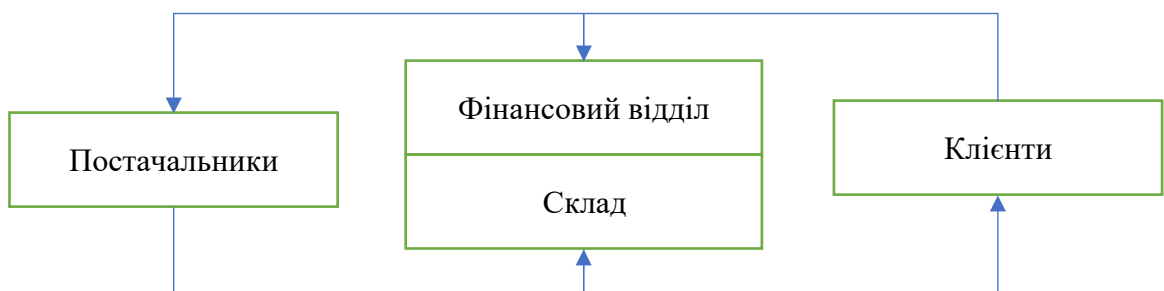 Фінансовий відділ
Постачальники
Клієнти
Склад